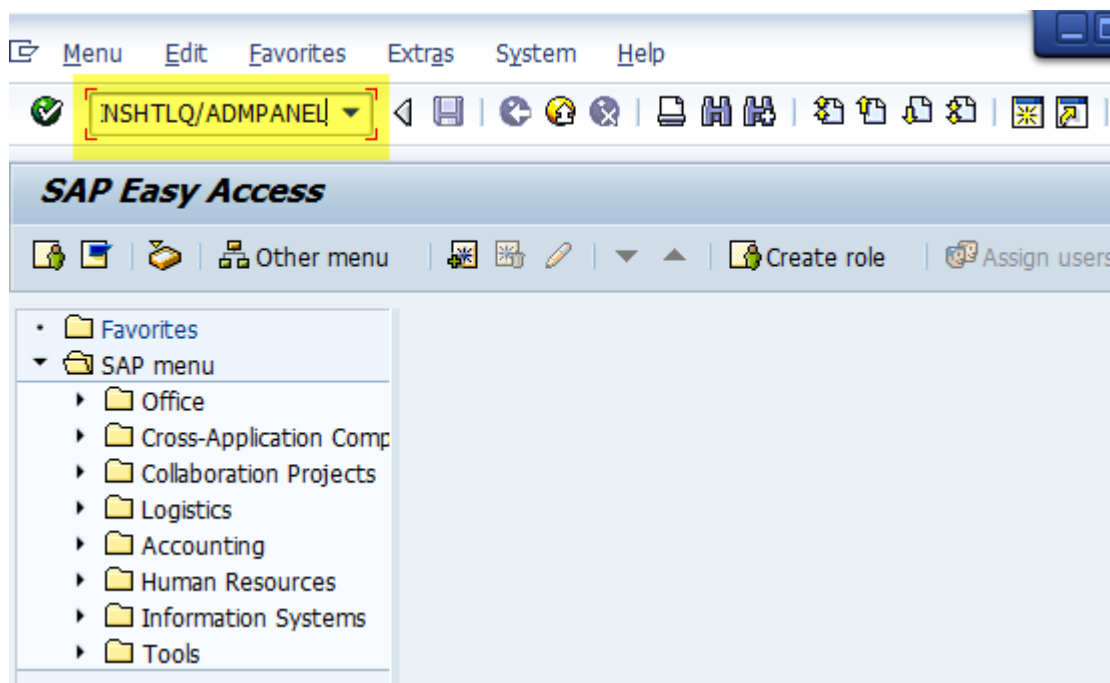 Menu Edit Favorites Extras System Help
NSHTLQ/ADMPANEL
SAP Easy Access
Other menu Create role Assign users
Favorites
SAP menu
Office
Cross-Application Comp
Collaboration Projects
Logistics
Accounting
Human Resources
Information Systems
Tools